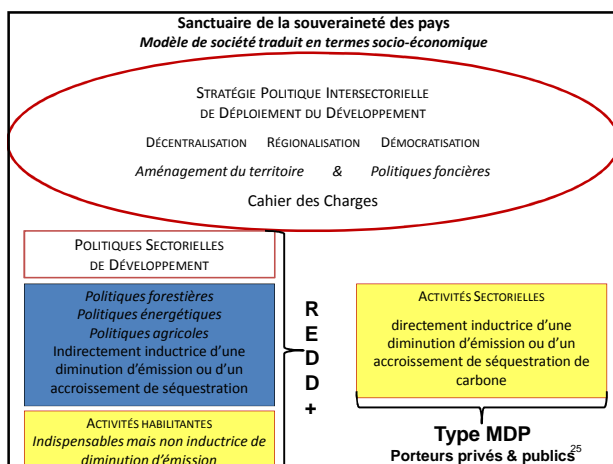 Sanctuaire de la souveraineté des pays
Modèle de société traduit en termes socio-économique
STRATÉGIE POLITIQUE INTERSECTORIELLE
DE DÉPLOIEMENT DU DÉVELOPPEMENT
DÉCENTRALISATION RÉGIONALISATION DÉMOCRATISATION
Aménagement du territoire & Politiques foncières
Cahier des Charges
POLITIQUES SECTORIELLES
DE DÉVELOPPEMENT
Politiques forestières
Politiques énergétiques
Politiques agricoles
Indirectement inductrice d'une
diminution d'émission ou d'un
accroissement de séquestration
ACTIVITÉS HABILITANTES
Indispensables mais non inductrice de
diminution d'émission
R
E
D
D
+
ACTIVITÉS SECTORIELLES
directement inductrice d'une
diminution d'émission ou d'un
accroissement de séquestration de
carbone
Type MDP
Porteurs privés & publics
25